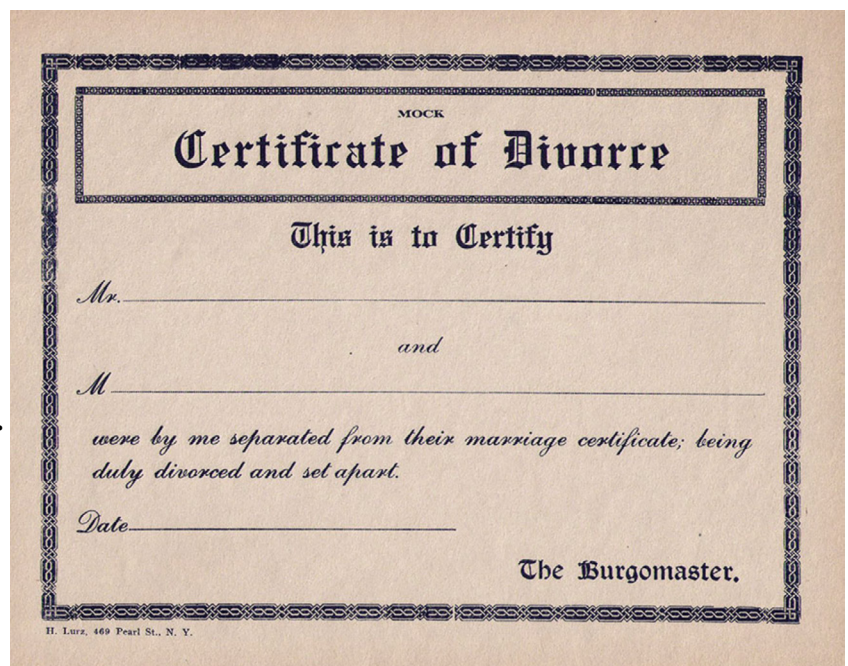 MOCK
Certificate of Divorce
This is to Certify
Mr.
and
M
were by me separated from their marriage certificate; being
duly divorced and set apart.
Date
The Burgomaster.
H. Lurz, 469 Pearl St., N. Y.